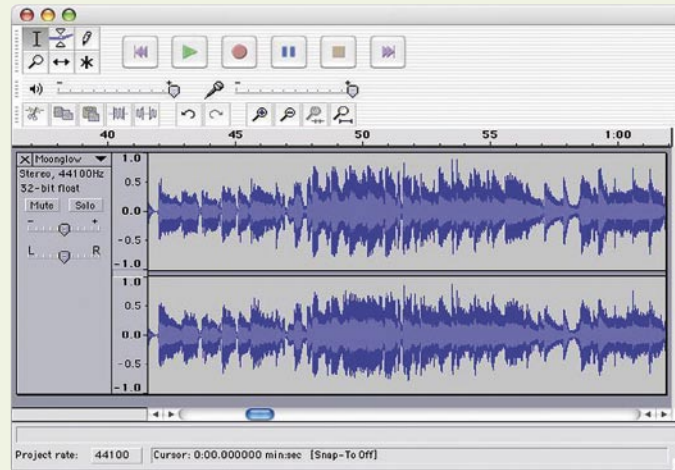 40 45 50 55 1:00
Moonglow
Stereo, 44100Hz
32-bit float
Mute Solo
- +
L R
1.0
0.5
0.0
-0.5
-1.0
1.0
0.5
0.0
-0.5
-1.0
Project rate: 44100 Cursor: 0:00.000000 min:sec [Snap-To Off]